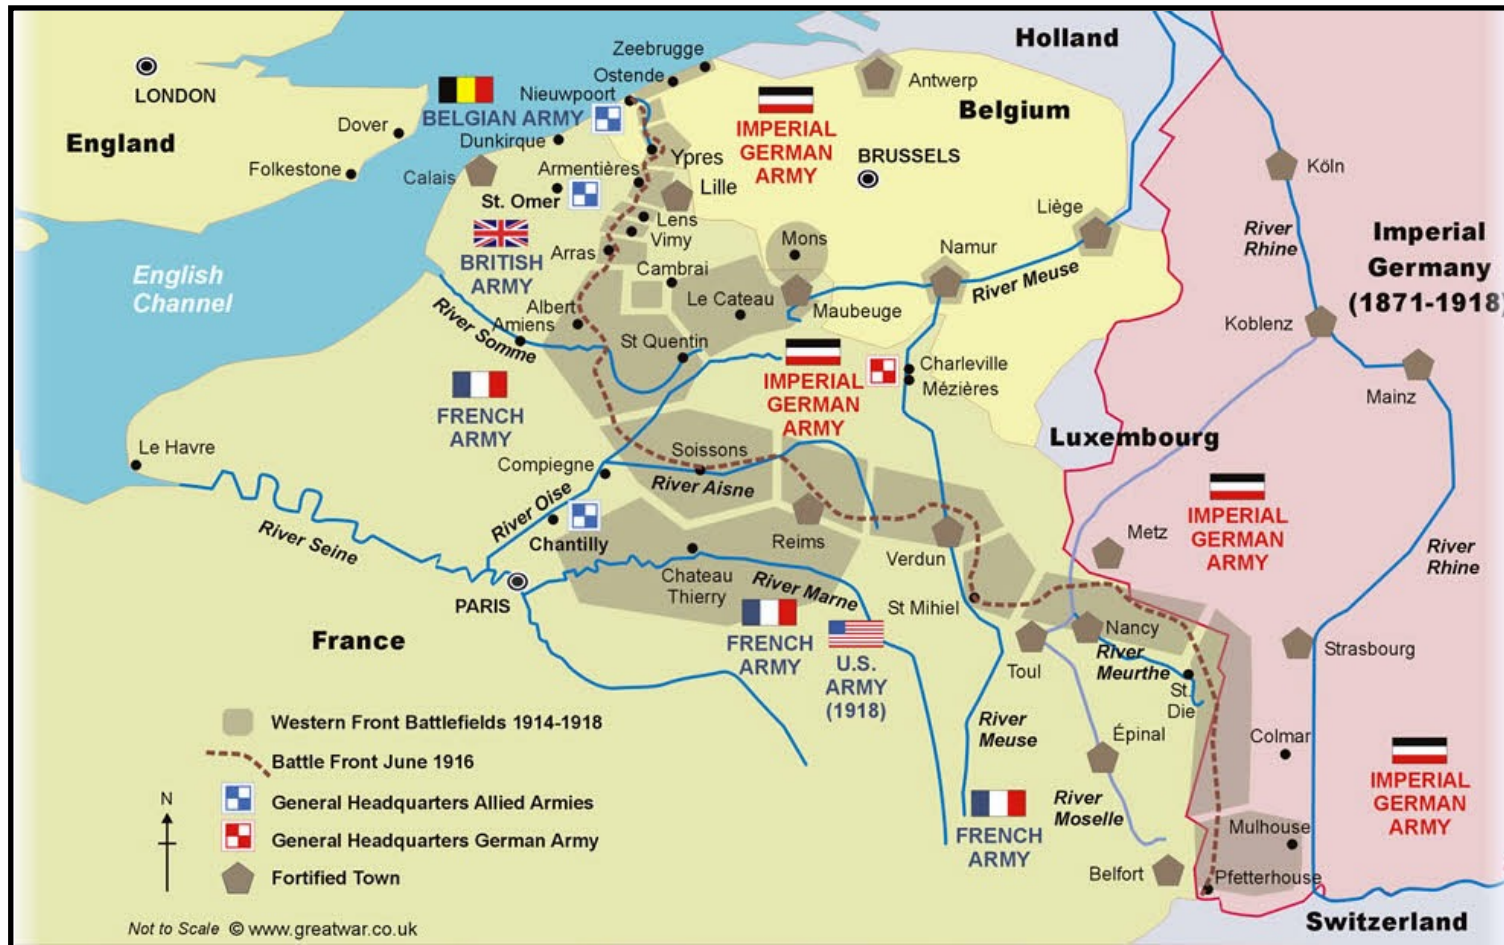 Holland
Zeebrugge
Ostende
Nieuwpoort
Antwerp
LONDON
BELGIAN ARMY
Belgium
England
Dover
Dunkirque
IMPERIAL
GERMAN
ARMY
BRUSSELS
Ypres
Folkestone
Calais
Armentières
Köln
St. Omer
Lille
Liège
Lens
Vimy
River
Rhine
Imperial
Germany
(1871-1918)
BRITISH
ARMY
Arras
Mons
Namur
English
Channel
Cambrai
River Meuse
Le Cateau
Maubeuge
Albert
Amiens
River Somme
Koblenz
St Quentin
Charleville
Mézières
Mainz
IMPERIAL
GERMAN
ARMY
FRENCH
ARMY
Luxembourg
Le Havre
Compiegne
Soissons
River Aisne
River Oise
IMPERIAL
GERMAN
ARMY
River Seine
Chantilly
Reims
Verdun
Metz
River
Rhine
PARIS
Chateau
Thierry
River Marne
St Mihiel
France
FRENCH
ARMY
U.S.
ARMY
(1918)
Toul
Nancy
River
Meurthe
Strasbourg
St.
Die
Western Front Battlefields 1914-1918
River
Meuse
Épinal
Colmar
Battle Front June 1916
IMPERIAL
GERMAN
ARMY
N
General Headquarters Allied Armies
River
Moselle
General Headquarters German Army
FRENCH
ARMY
Mulhouse
Fortified Town
Belfort
Pfetterhouse
Switzerland
Not to Scale © www.greatwar.co.uk